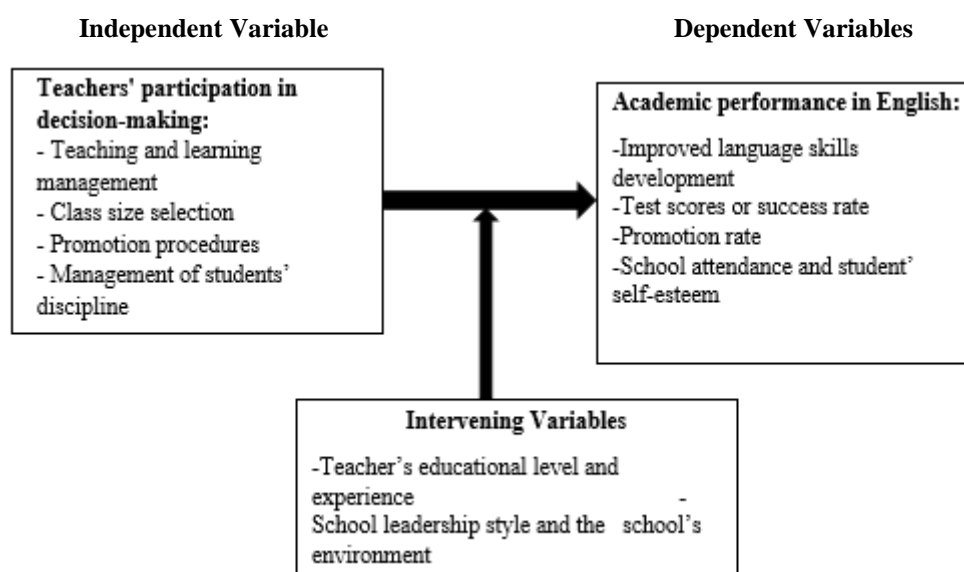 Independent Variable
Dependent Variables
Teachers' participation in
decision-making:
- Teaching and learning
management
- Class size selection
- Promotion procedures
- Management of students’
discipline
Academic performance in English:
-Improved language skills
development
-Test scores or success rate
-Promotion rate
-School attendance and student’
self-esteem
Intervening Variables
-Teacher’s educational level and
experience -
School leadership style and the school’s
environment